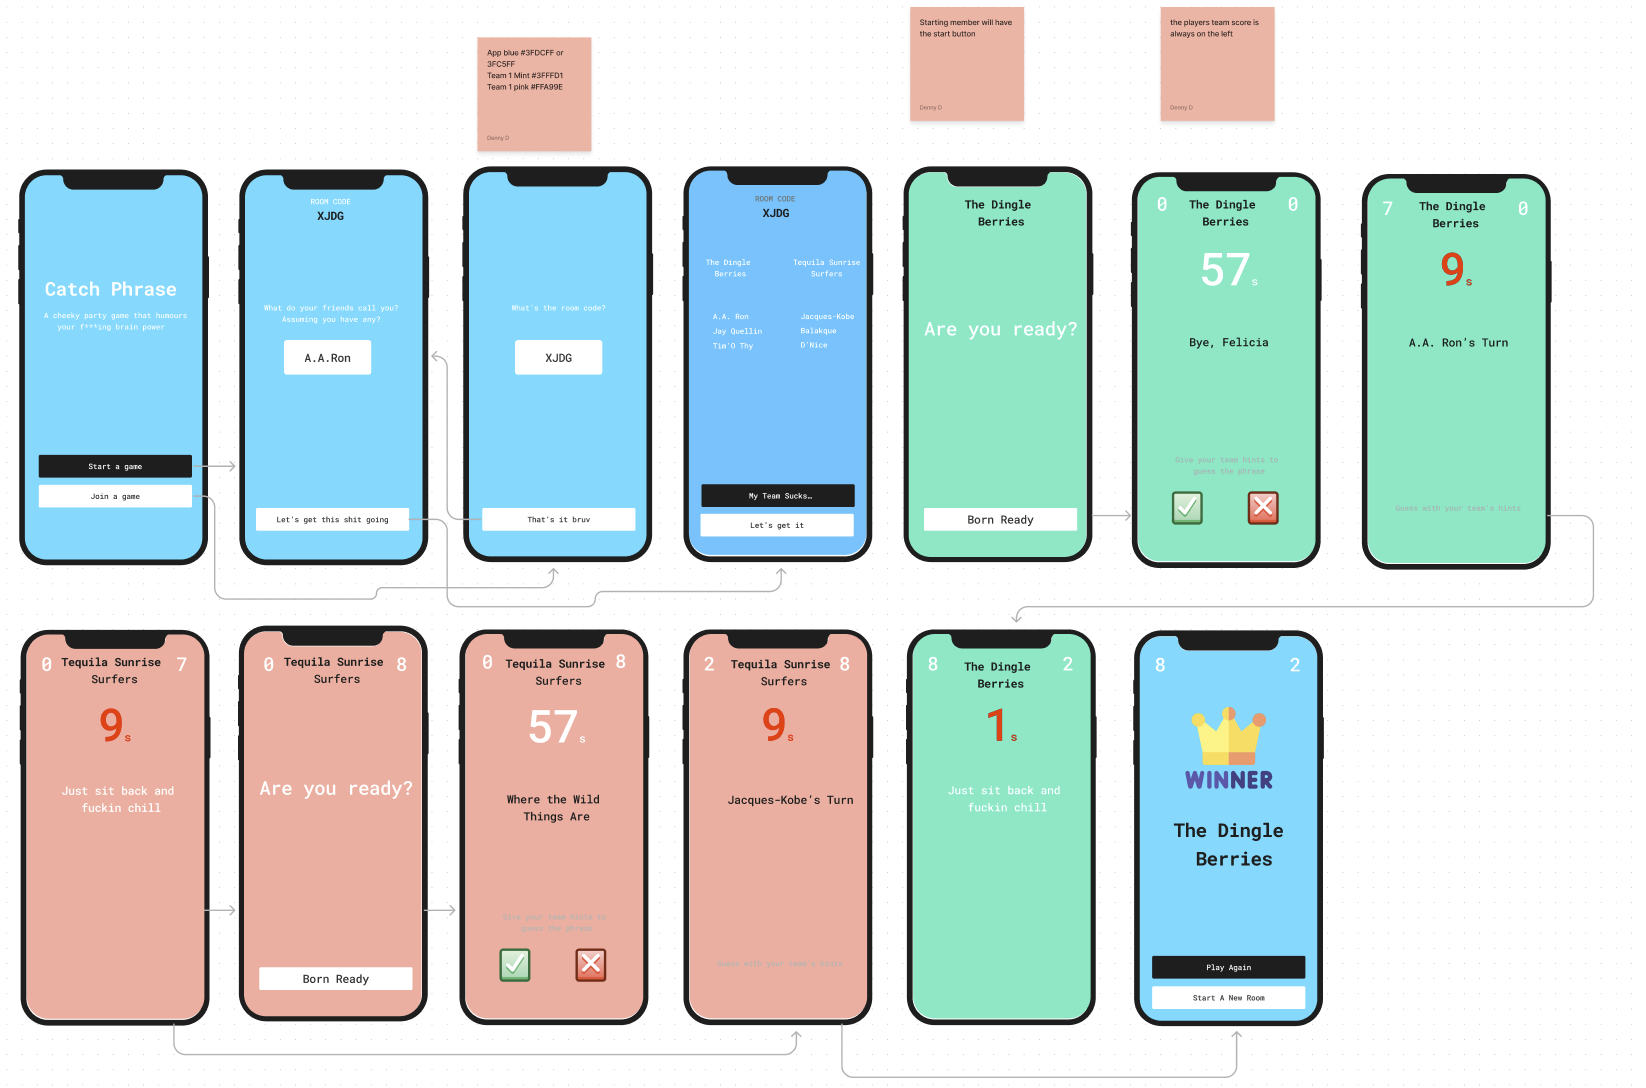 App blue #3FDCFF or
3FC5FF
Team 1 Mint #3FFFD1
Team 1 pink #FFA99E
Denny D
Starting member will have
the start button
Denny D
the players team score is
always on the left
Denny D
Catch Phrase
A cheeky party game that humours
your f***ing brain power
Start a game
Join a game
ROOM CODE
XJDG
What do your friends call you?
Assuming you have any?
A.A.Ron
Let's get this shit going
What's the room code?
XJDG
That's it bruv
ROOM CODE
XJDG
The Dingle
Berries
Tequila Sunrise
Surfers
A.A. Ron
Jay Quellin
Tim'O Thy
Jacques-Kobe
Balakque
D'Nice
My Team Sucks…
Let's get it
The Dingle
Berries
Are you ready?
Born Ready
0 The Dingle 0
Berries
57s
Bye, Felicia
Give your team hints to
guess the phrase
7 The Dingle 0
Berries
9s
A.A. Ron's Turn
Guess with your team's hints
0 Tequila Sunrise 7
Surfers
9s
Just sit back and
fuckin chill
0 Tequila Sunrise 8
Surfers
Are you ready?
Born Ready
0 Tequila Sunrise 8
Surfers
57s
Where the Wild
Things Are
Give your team hints to
guess the phrase
2 Tequila Sunrise 8
Surfers
9s
Jacques-Kobe's Turn
Guess with your team's hints
8 The Dingle 2
Berries
1s
Just sit back and
fuckin chill
8 2
WINNER
The Dingle
Berries
Play Again
Start A New Room